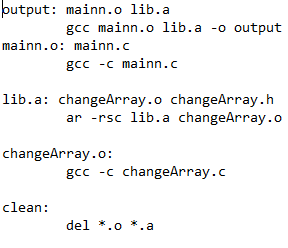 output: mainn.o lib.a
gcc mainn.o lib.a -o output
mainn.o: mainn.c
gcc -c mainn.c
lib.a: changeArray.o changeArray.h
ar -rsc lib.a changeArray.o
changeArray.o:
gcc -c changeArray.c
clean:
del *.o *.a